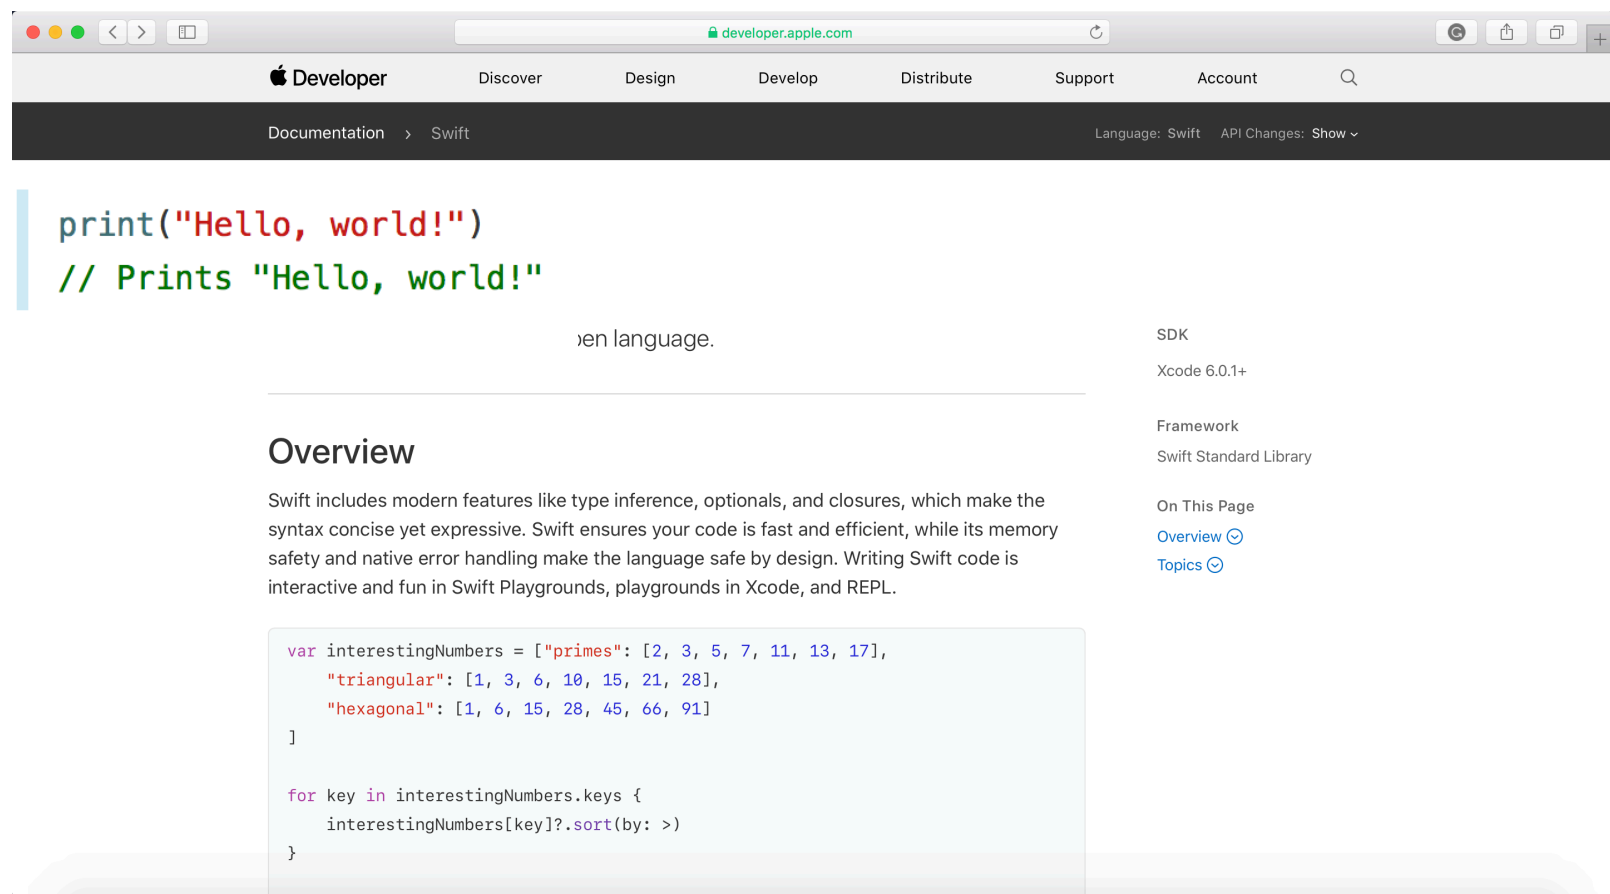 developer.apple.com
Developer
Discover
Design
Develop
Distribute
Support
Account
Documentation › Swift
Language: Swift API Changes: Show
print("Hello, world!")
// Prints "Hello, world!"
language.
Overview
Swift includes modern features like type inference, optionals, and closures, which make the
syntax concise yet expressive. Swift ensures your code is fast and efficient, while its memory
safety and native error handling make the language safe by design. Writing Swift code is
interactive and fun in Swift Playgrounds, playgrounds in Xcode, and REPL.
var interestingNumbers = ["primes": [2, 3, 5, 7, 11, 13, 17],
    "triangular": [1, 3, 6, 10, 15, 21, 28],
    "hexagonal": [1, 6, 15, 28, 45, 66, 91]
]
for key in interestingNumbers.keys {
    interestingNumbers[key]?.sort(by: >)
}
SDK
Xcode 6.0.1+
Framework
Swift Standard Library
On This Page
Overview
Topics